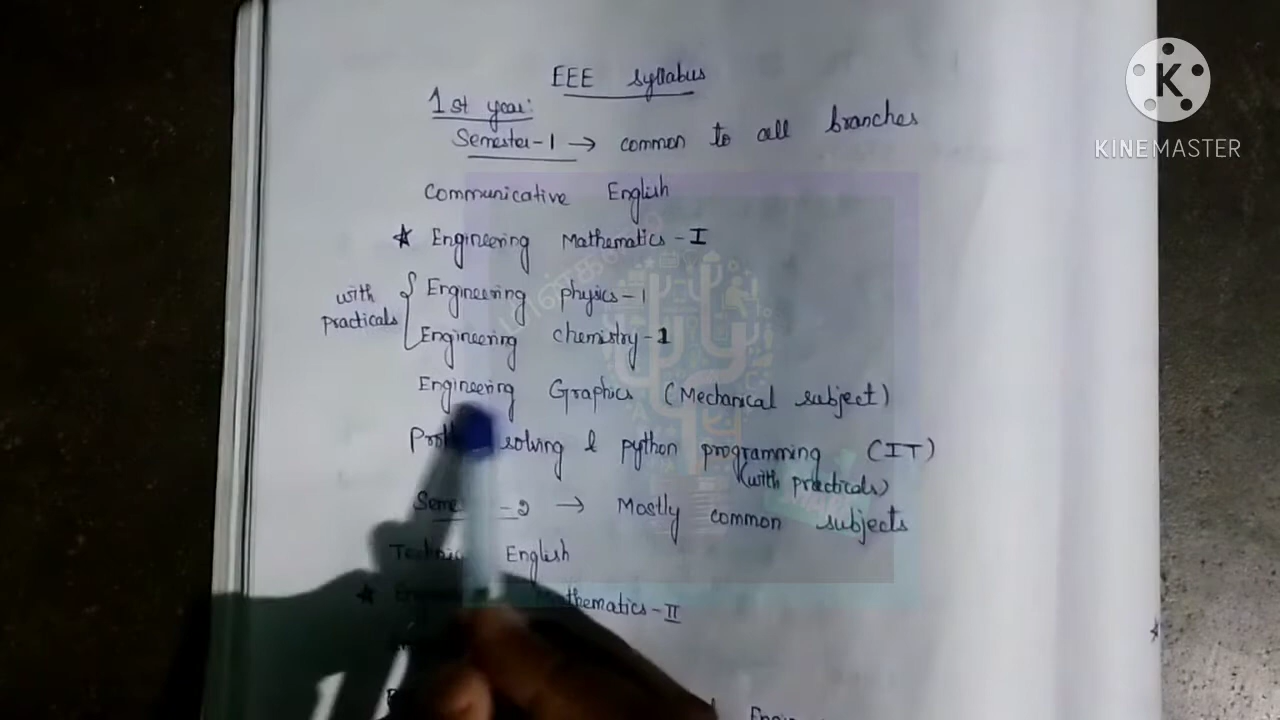 EEE syllabus
1st year:
Semester-1 → common to all branches
Communicative English
★ Engineering Mathematics - I
with practicals { Engineering physics - 1
Engineering chemistry - 1
Engineering Graphics (Mechanical subject)
solving & python programming (IT)
(with practicals)
-2 → Mostly common subjects
English
★ Mathematics - II
K
KINEMASTER